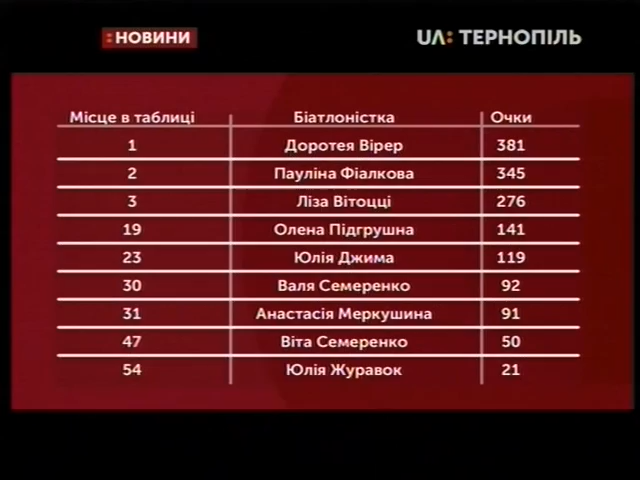 :НОВИНИ
UA: ТЕРНОПІЛЬ
Місце в таблиці Біатлоністка Очки
1 Доротея Вірер 381
2 Пауліна Фіалкова 345
3 Ліза Вітоцці 276
19 Олена Підгрушна 141
23 Юлія Джима 119
30 Валя Семеренко 92
31 Анастасія Меркушина 91
47 Віта Семеренко 50
54 Юлія Журавок 21